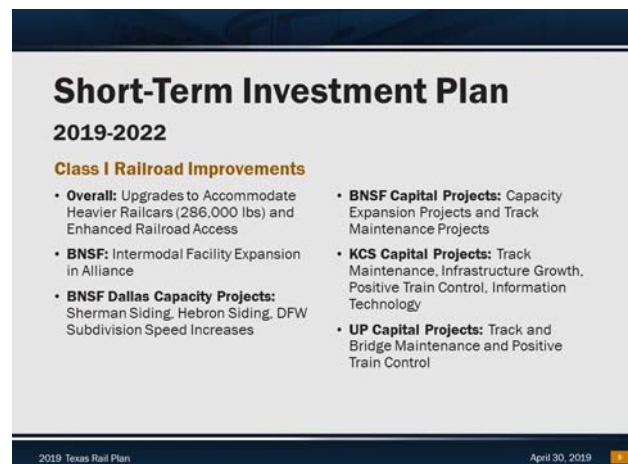 Short-Term Investment Plan
2019-2022
Class I Railroad Improvements
• Overall: Upgrades to Accommodate
Heavier Railcars (286,000 lbs) and
Enhanced Railroad Access
• BNSF: Intermodal Facility Expansion
in Alliance
• BNSF Dallas Capacity Projects:
Sherman Siding, Hebron Siding, DFW
Subdivision Speed Increases
• BNSF Capital Projects: Capacity
Expansion Projects and Track
Maintenance Projects
• KCS Capital Projects: Track
Maintenance, Infrastructure Growth,
Positive Train Control, Information
Technology
• UP Capital Projects: Track and
Bridge Maintenance and Positive
Train Control
2019 Texas Rail Plan
April 30, 2019